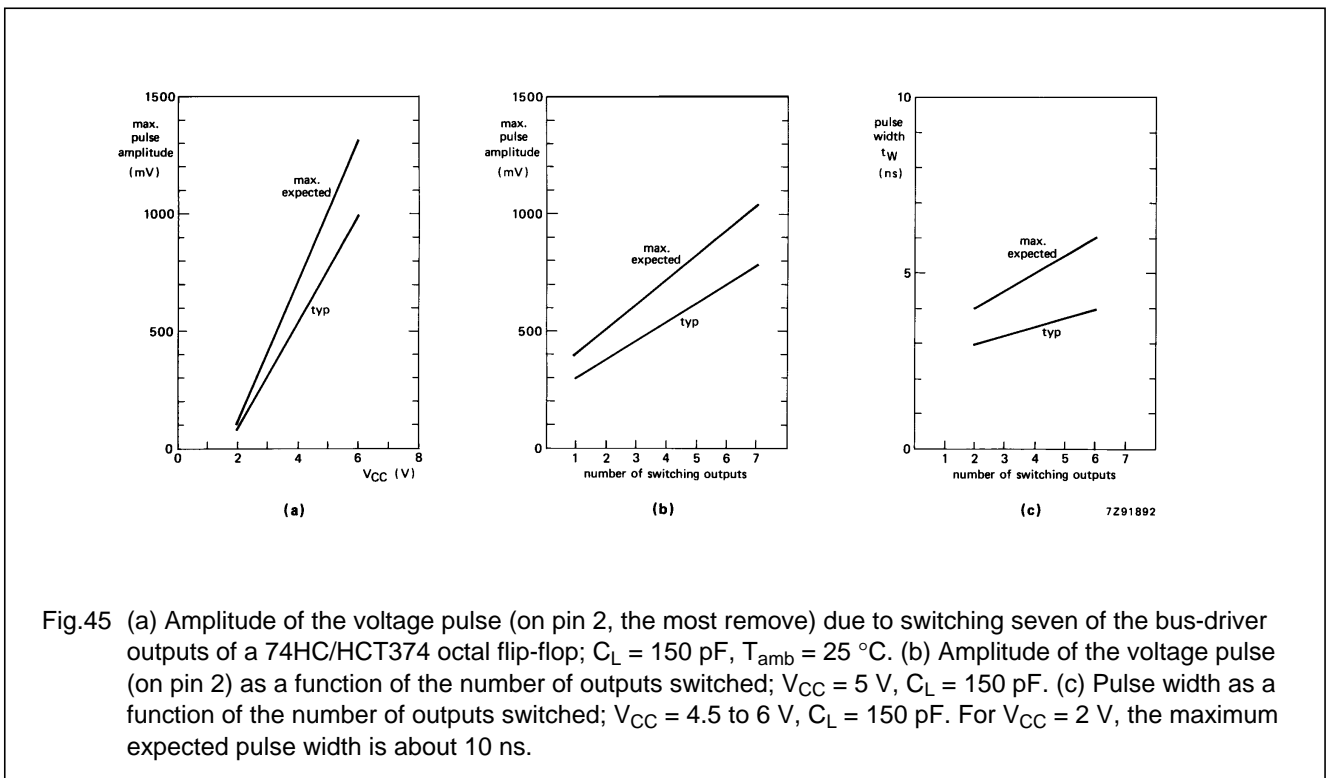 1500
max.
pulse
amplitude
(mV)
1000
500
0
max.
expected
typ
0 2 4 6 8
VCC (V)
(a)
1500
max.
pulse
amplitude
(mV)
1000
500
0
max.
expected
typ
1 2 3 4 5 6 7
number of switching outputs
(b)
10
pulse
width
tW
(ns)
5
0
max.
expected
typ
1 2 3 4 5 6 7
number of switching outputs
(c)
7Z91892
Fig.45 (a) Amplitude of the voltage pulse (on pin 2, the most remove) due to switching seven of the bus-driver
outputs of a 74HC/HCT374 octal flip-flop; CL = 150 pF, Tamb = 25 °C. (b) Amplitude of the voltage pulse
(on pin 2) as a function of the number of outputs switched; VCC = 5 V, CL = 150 pF. (c) Pulse width as a
function of the number of outputs switched; VCC = 4.5 to 6 V, CL = 150 pF. For VCC = 2 V, the maximum
expected pulse width is about 10 ns.